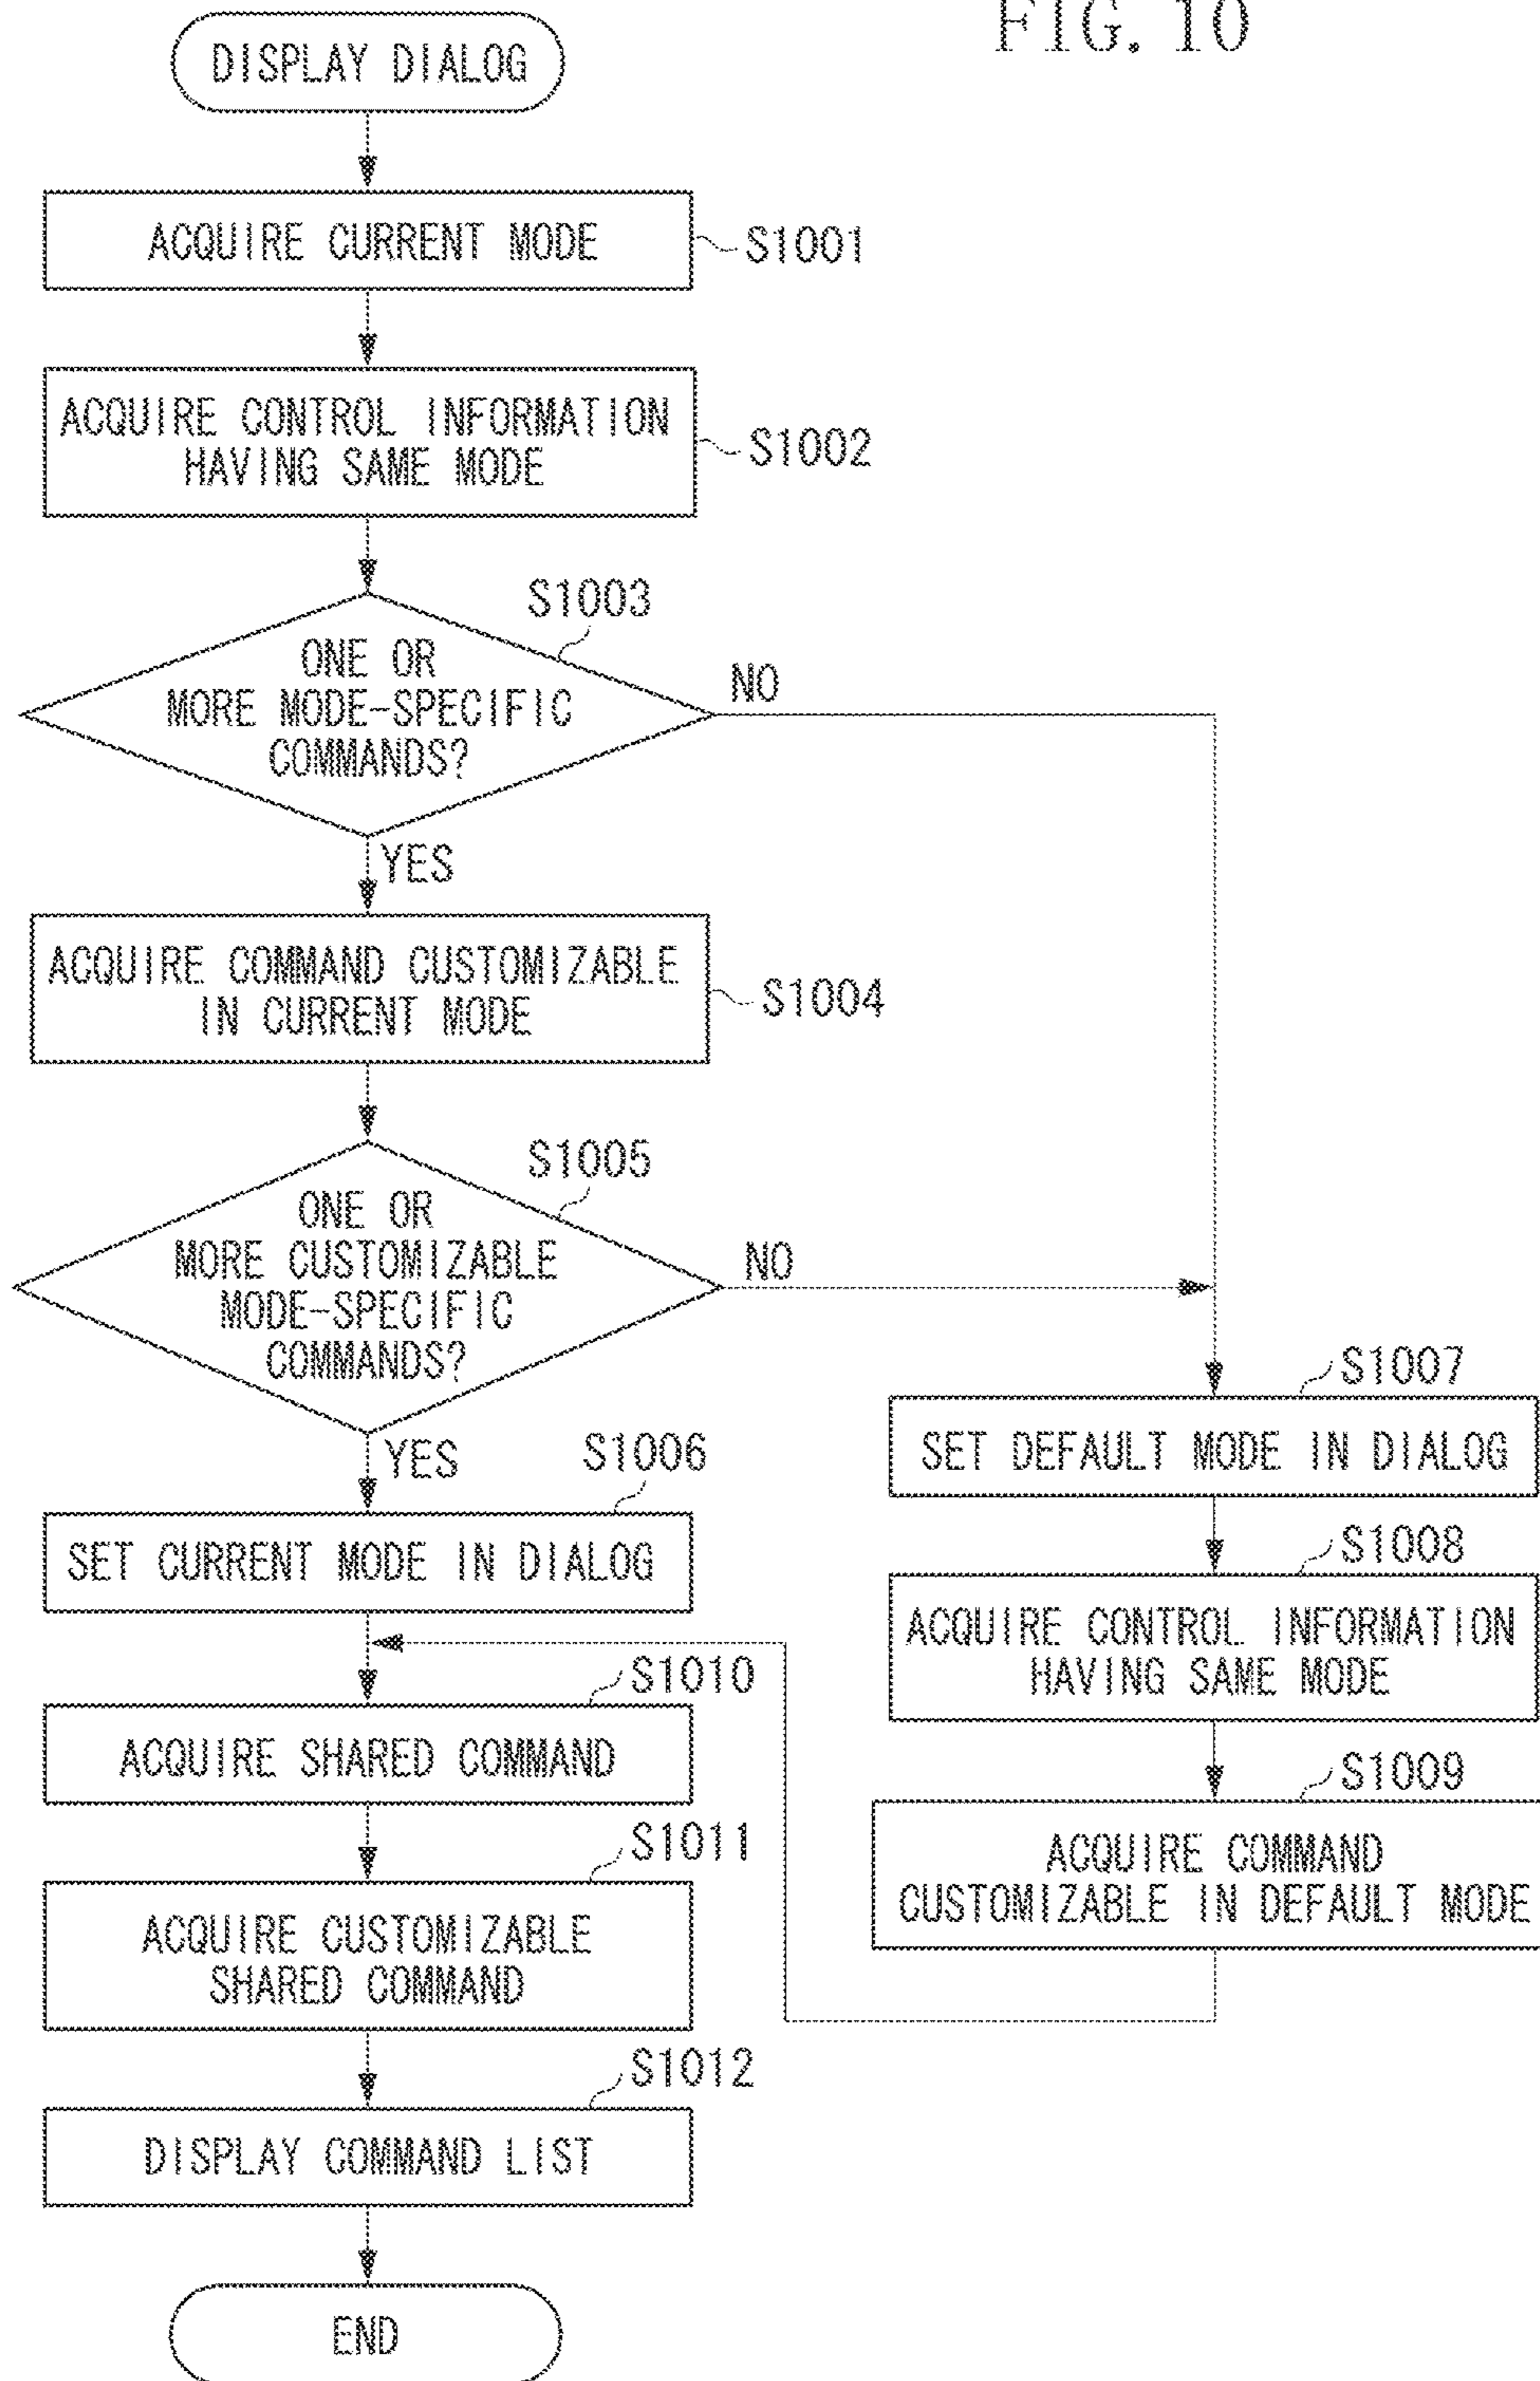 FIG. 10
DISPLAY DIALOG
ACQUIRE CURRENT MODE
S1001
ACQUIRE CONTROL INFORMATION
HAVING SAME MODE
S1002
S1003
ONE OR
MORE MODE-SPECIFIC
COMMANDS?
NO
YES
ACQUIRE COMMAND CUSTOMIZABLE
IN CURRENT MODE
S1004
S1005
ONE OR
MORE CUSTOMIZABLE
MODE-SPECIFIC
COMMANDS?
NO
YES
S1006
SET CURRENT MODE IN DIALOG
S1007
SET DEFAULT MODE IN DIALOG
S1008
ACQUIRE CONTROL INFORMATION
HAVING SAME MODE
S1009
ACQUIRE COMMAND
CUSTOMIZABLE IN DEFAULT MODE
S1010
ACQUIRE SHARED COMMAND
S1011
ACQUIRE CUSTOMIZABLE
SHARED COMMAND
S1012
DISPLAY COMMAND LIST
END